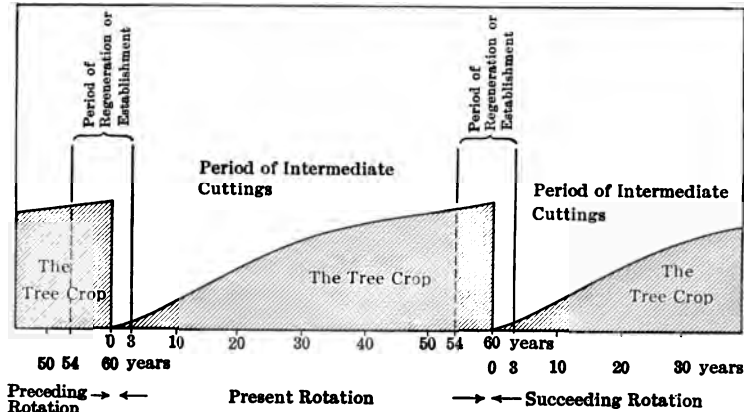 Period of
Regeneration or
Establishment
Period of
Regeneration or
Establishment
Period of Intermediate
Cuttings
Period of Intermediate
Cuttings
The
Tree Crop
The Tree Crop
The
Tree Crop
0 3 10 20 30 40 50 54 60 years
50 54 60 years 0 3 10 20 30 years
Preceding
Rotation
Present Rotation
Succeeding Rotation